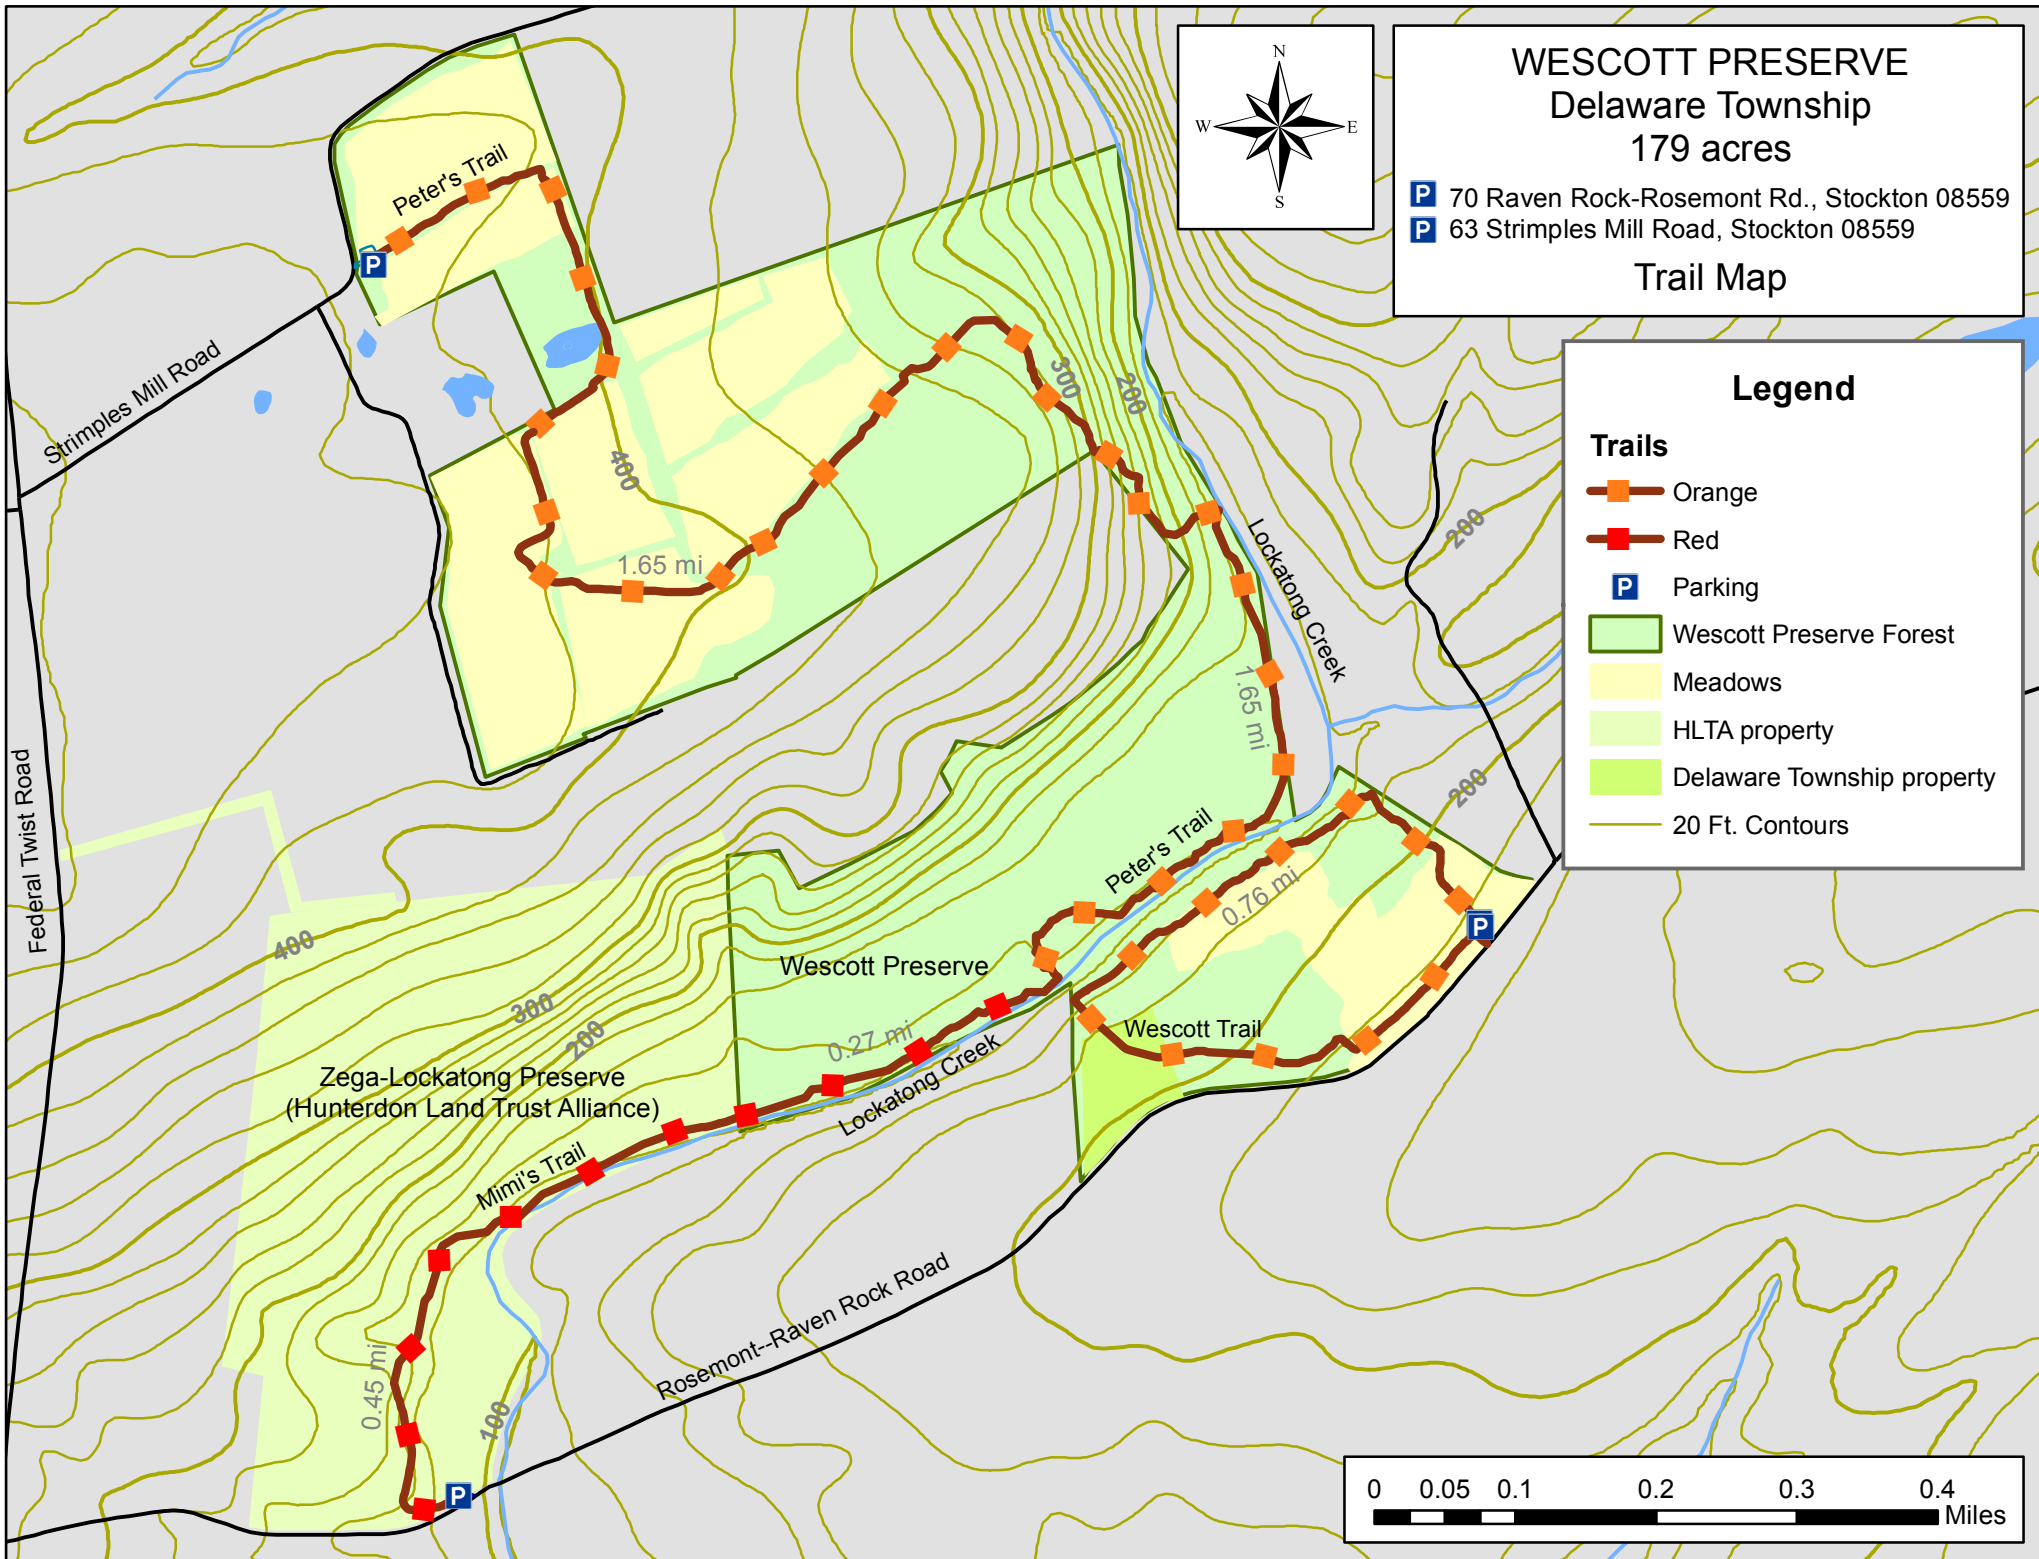 WESCOTT PRESERVE
Delaware Township
179 acres
P 70 Raven Rock-Rosemont Rd., Stockton 08559
P 63 Strimples Mill Road, Stockton 08559
Trail Map
N
W E
S
Legend
Trails
Orange
Red
P Parking
Wescott Preserve Forest
Meadows
HLTA property
Delaware Township property
20 Ft. Contours
Peter's Trail
P
Strimples Mill Road
400
1.65 mi
300
200
Lockatong Creek
200
1.65 mi
200
Federal Twist Road
Peter's Trail
0.76 mi
P
400
Wescott Preserve
300
200
0.27 mi
Wescott Trail
Lockatong Creek
Zega-Lockatong Preserve
(Hunterdon Land Trust Alliance)
Mimi's Trail
Rosemont--Raven Rock Road
0.45 mi
100
P
0 0.05 0.1 0.2 0.3 0.4
Miles